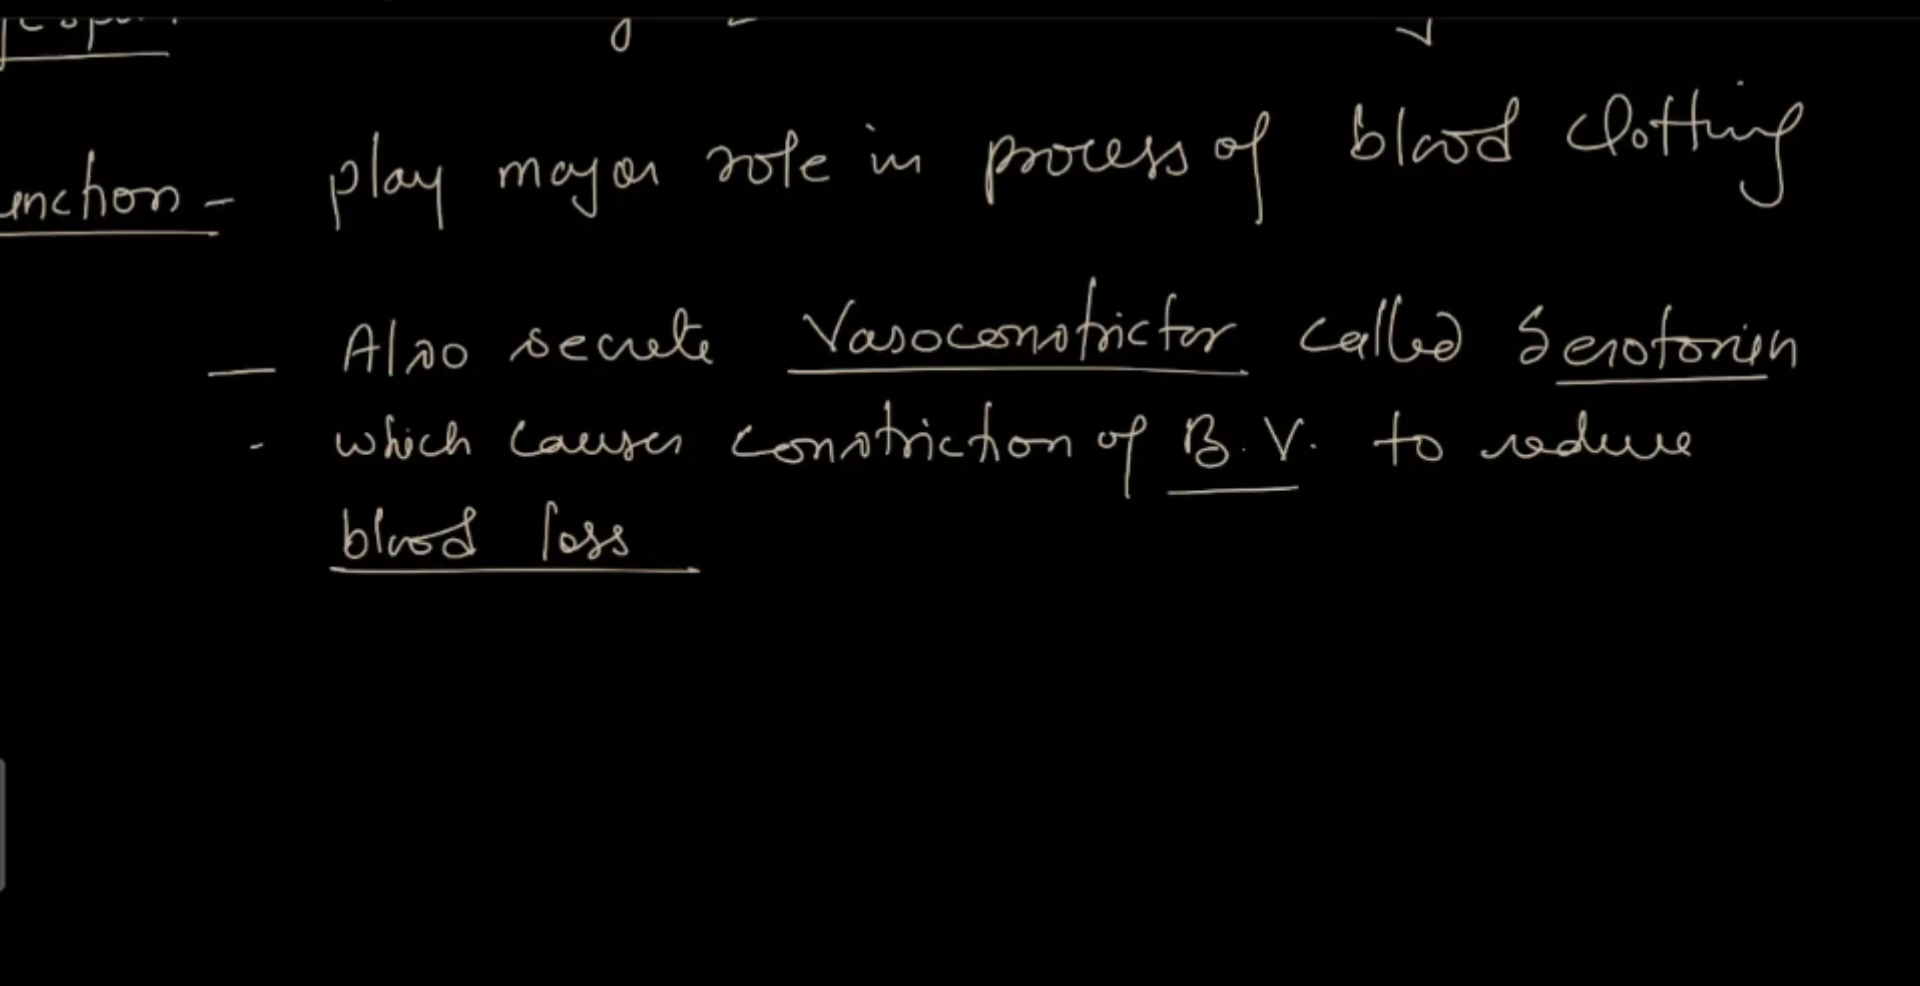 unction - play major role in process of blood clotting
— Also secrete Vasoconstrictor called Serotonin
- which causes constriction of B.V. to reduce
blood loss